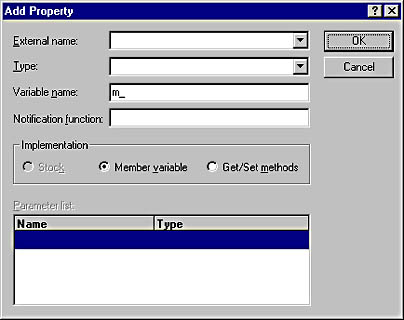 Add Property
External name:
OK
Type:
Cancel
Variable name: m_
Notification function:
Implementation
Stock Member variable Get/Set methods
Parameter list:
Name Type